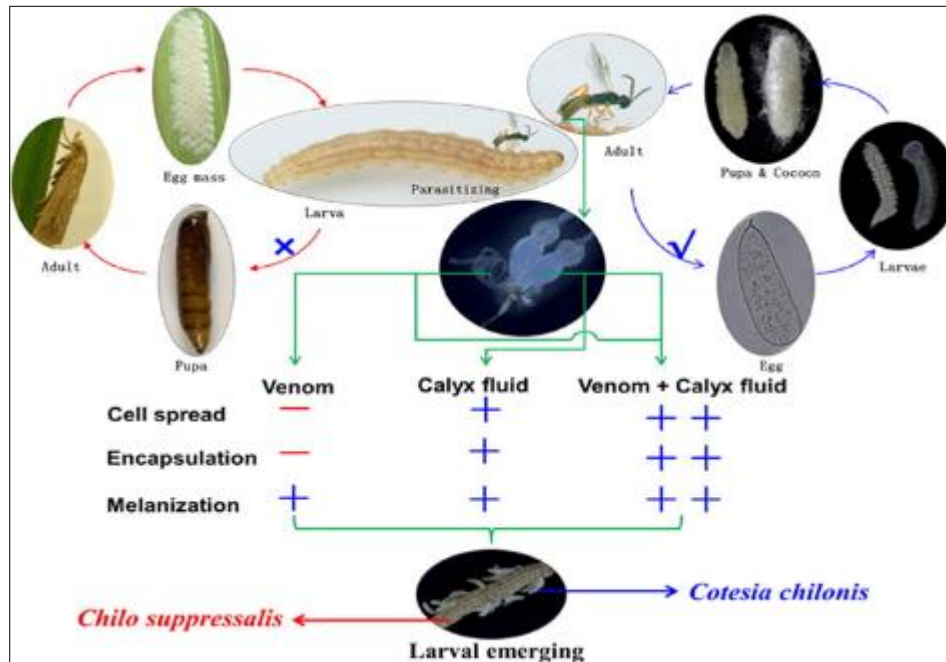 Egg mass
Adult
Parasitizing
Larva
Adult
Pupa
Pupa & Cococn
Larvae
Egg
Venom
Calyx fluid
Venom + Calyx fluid
Cell spread
− + + +
Encapsulation
− + + +
Melanization
+ + + +
Chilo suppressalis
Cotesia chilonis
Larval emerging